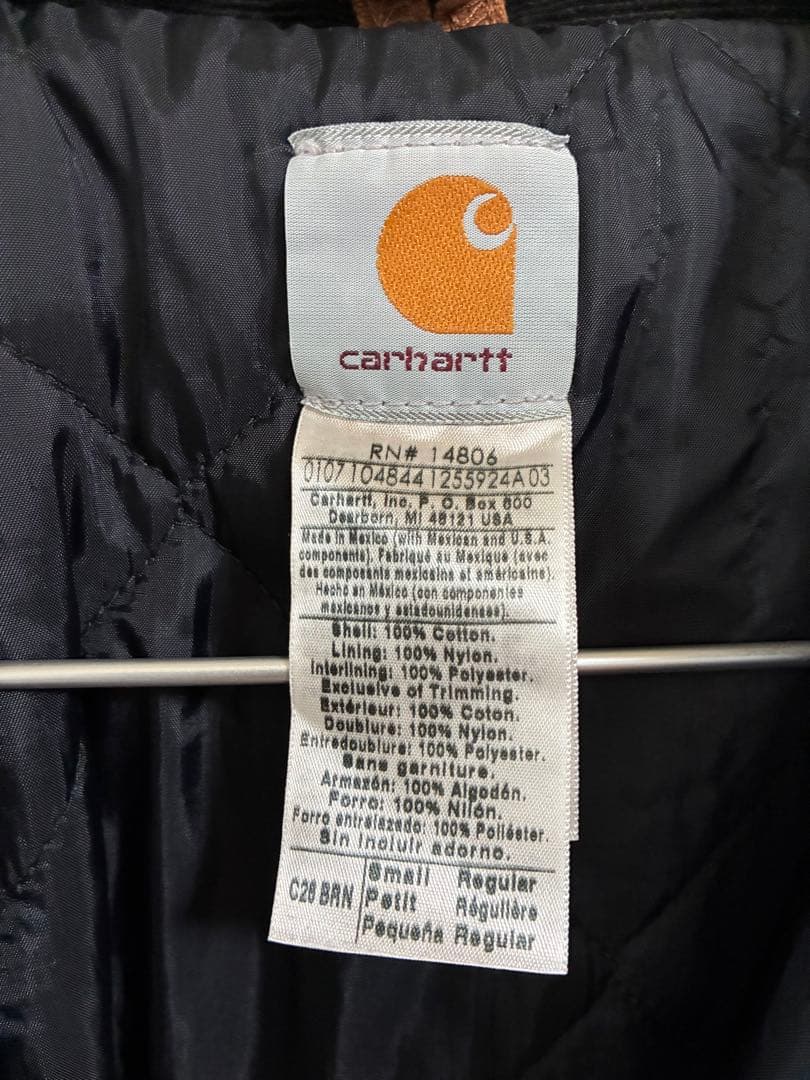 carhartt
RN# 14806
0107104844125592 4A 03
Carhartt, Inc. P. O. Box 600
Dearborn, MI 48121 USA
Made in Mexico (with Mexican and U.S.A.
components). Fabriqué au Mexique (avec
des composants mexicains et américains).
Hecho en México (con componentes
mexicanos y estadounidenses).
Shell: 100% Cotton.
Lining: 100% Nylon.
Interlining: 100% Polyester.
Exclusive of Trimming.
Extérieur: 100% Coton.
Doublure: 100% Nylon.
Entredoublure: 100% Polyester.
Sans garniture.
Armazón: 100% Algodón.
Forro: 100% Nilón.
Forro entrelazado: 100% Poliéster.
Sin incluir adorno.
C26 BRN
Small Regular
Petit Régulière
Pequeña Regular